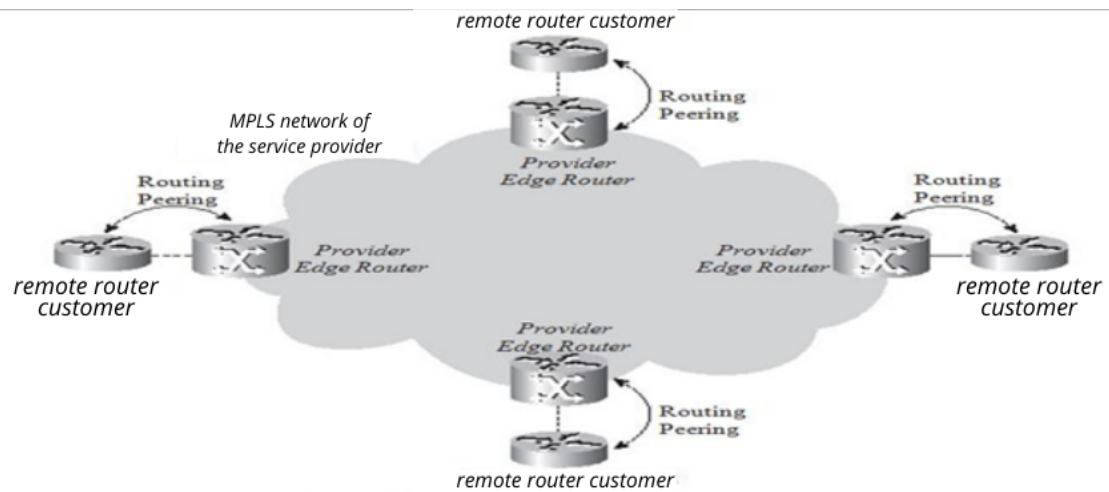 remote router customer
Routing
Peering
MPLS network of
the service provider
Provider
Edge Router
Routing
Peering
Routing
Peering
Provider
Edge Router
Provider
Edge Router
remote router
customer
remote router
customer
Provider
Edge Router
Routing
Peering
remote router customer